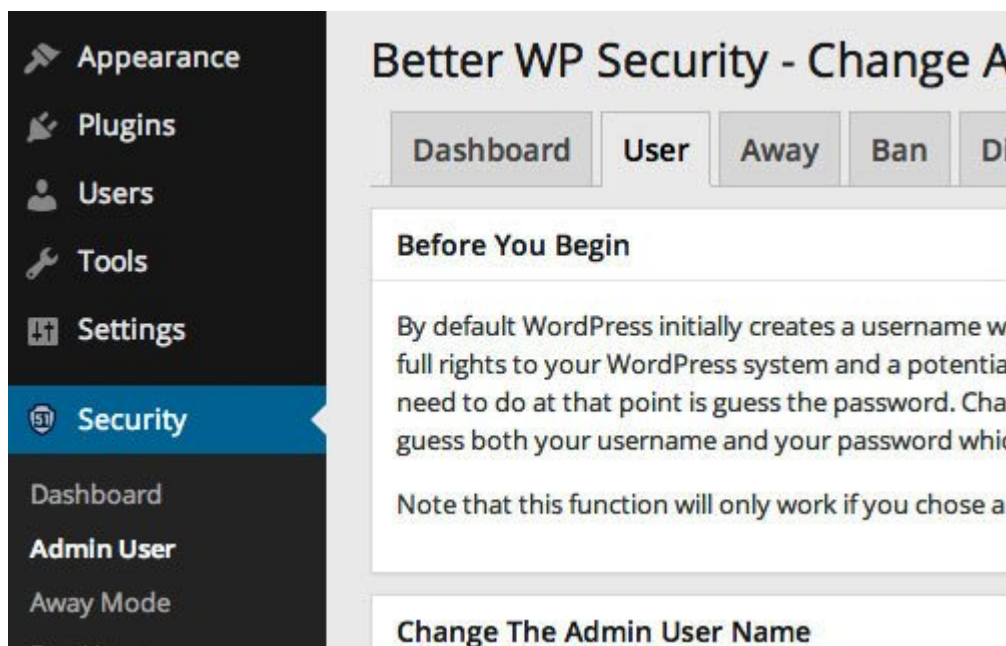 Appearance
Plugins
Users
Tools
Settings
51
Security
Dashboard
Admin User
Away Mode
Better WP Security - Change A
Dashboard
User
Away
Ban
Di
Before You Begin
By default WordPress initially creates a username w
full rights to your WordPress system and a potentia
need to do at that point is guess the password. Cha
guess both your username and your password whic
Note that this function will only work if you chose a
Change The Admin User Name